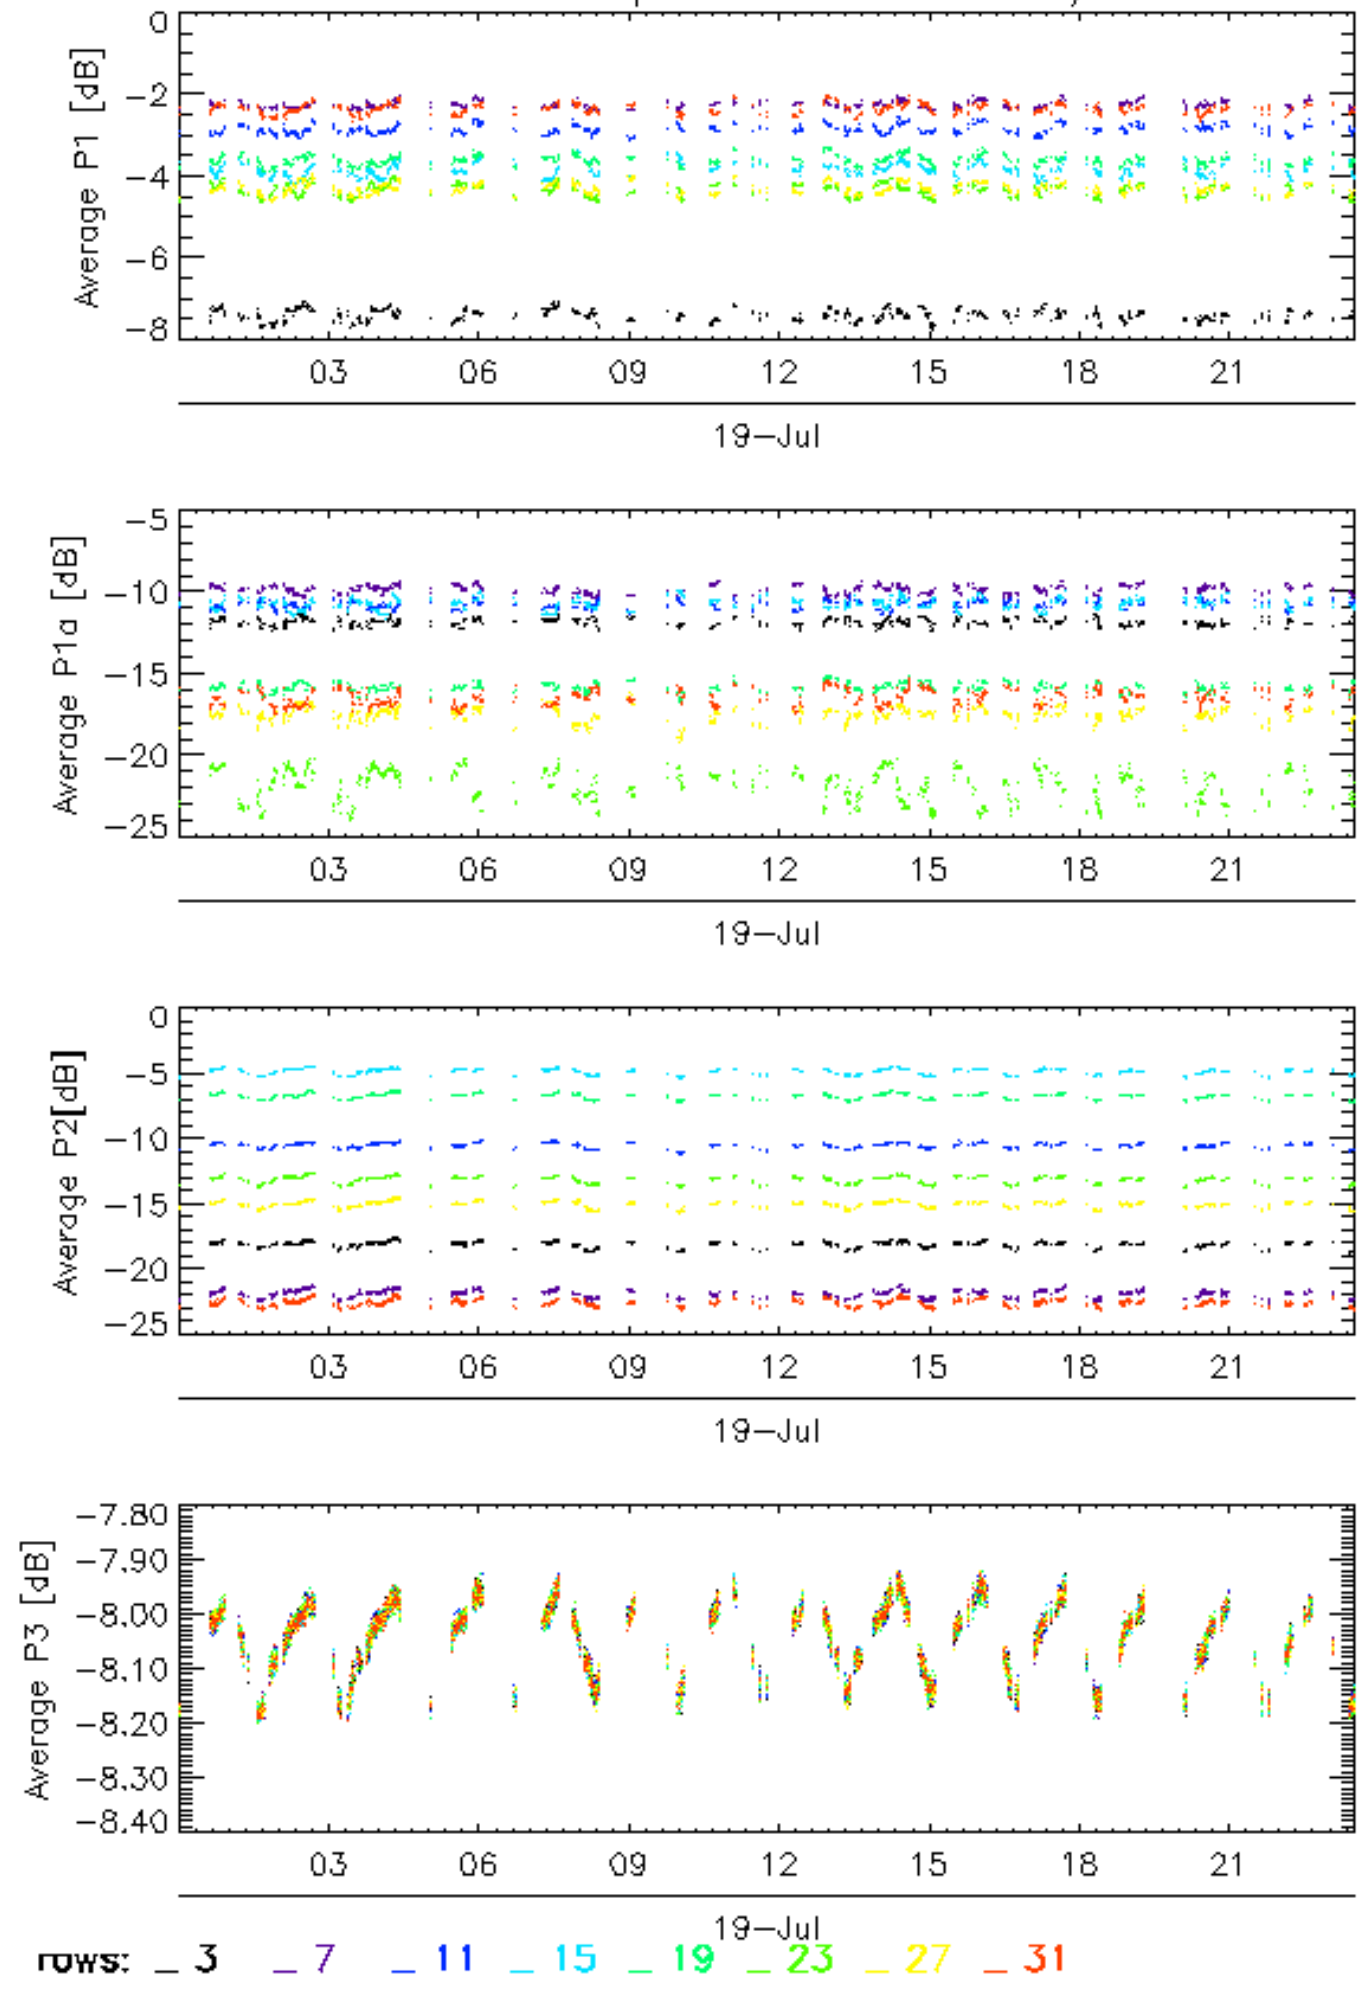 0
−2
−4
−6
−8
Average P1 [dB]
03 06 09 12 15 18 21
19−Jul
−5
−10
−15
−20
−25
Average P1a [dB]
03 06 09 12 15 18 21
19−Jul
0
−5
−10
−15
−20
−25
Average P2[dB]
03 06 09 12 15 18 21
19−Jul
−7.80
−7.90
−8.00
−8.10
−8.20
−8.30
−8.40
Average P3 [dB]
03 06 09 12 15 18 21
19−Jul
rows: _ 3 _ 7 _ 11 _ 15 _ 19 _ 23 _ 27 _ 31